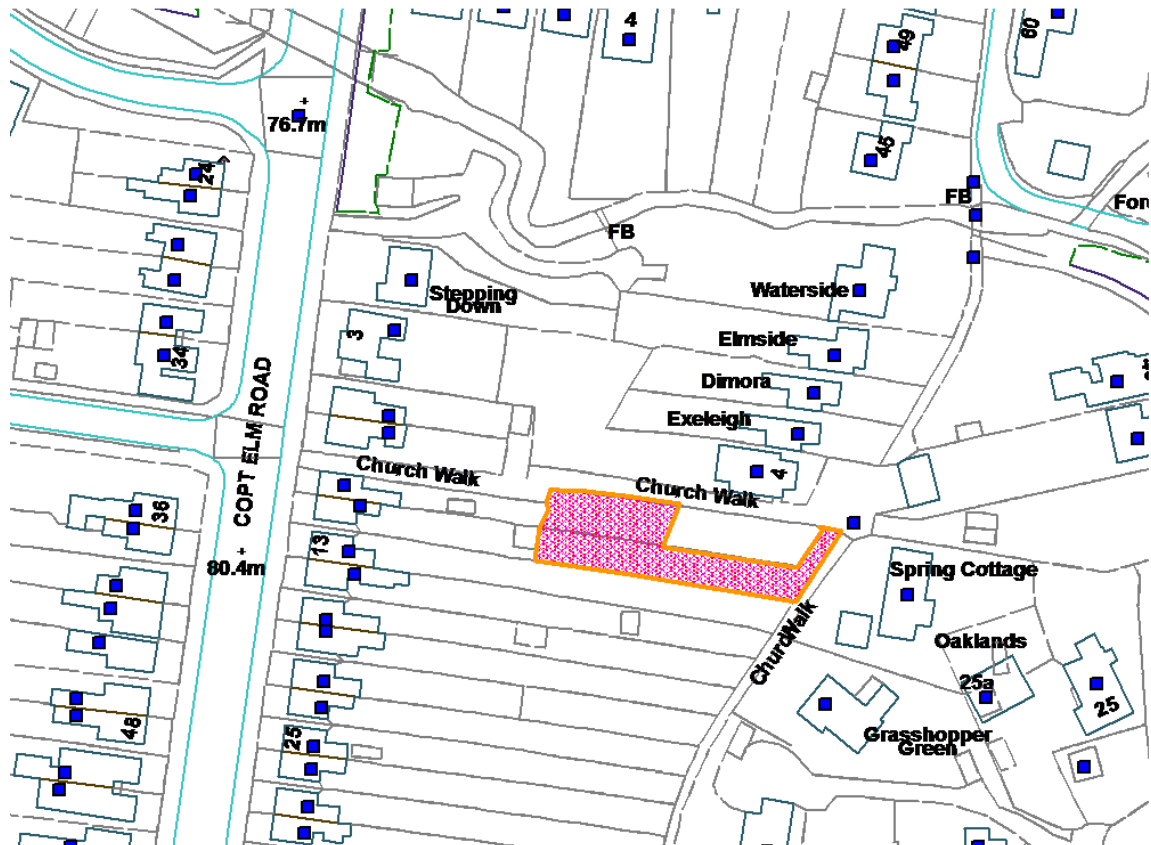 4
49
60
76.7m
45
24
FB
FB
Stepping
Down
Waterside
3
Elmside
34
Dimora
COPT ELM ROAD
Exeleigh
Church Walk
4
Church Walk
36
13
80.4m
Spring Cottage
Church Walk
Oaklands
25a
25
48
25
Grasshopper
Green